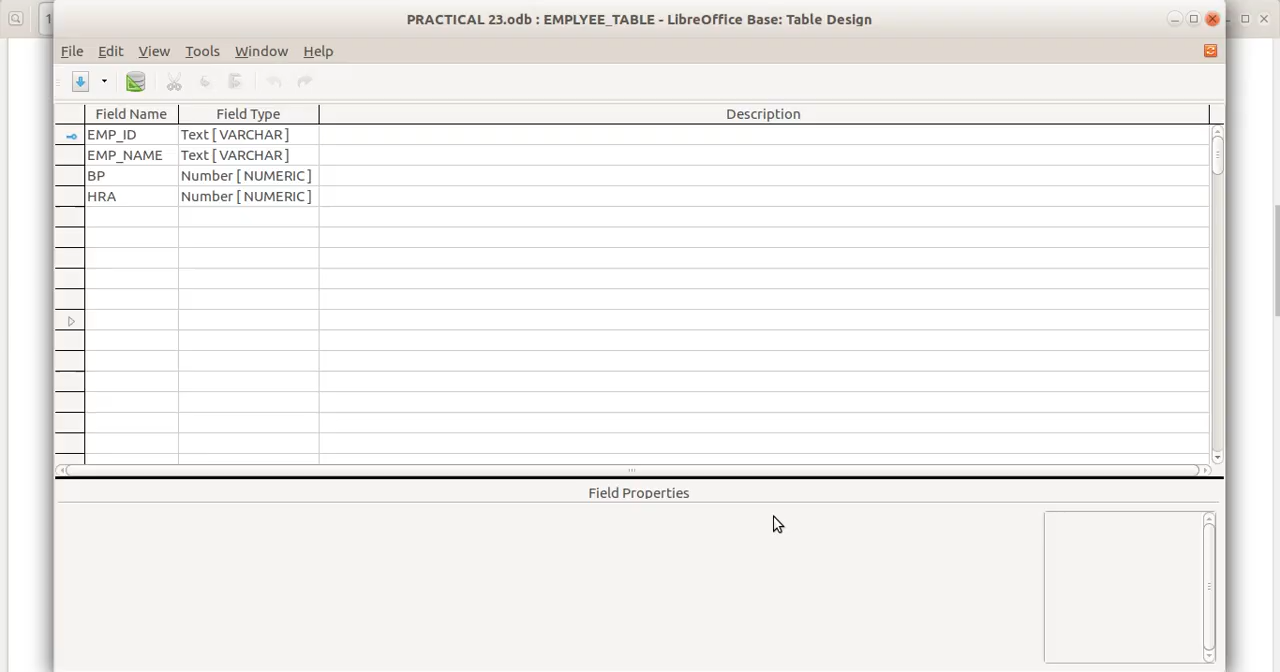 1
PRACTICAL 23.odb : EMPLYEE_TABLE - LibreOffice Base: Table Design
File Edit View Tools Window Help
Field Name Field Type Description
EMP_ID Text [ VARCHAR ]
EMP_NAME Text [ VARCHAR ]
BP Number [ NUMERIC ]
HRA Number [ NUMERIC ]
Field Properties